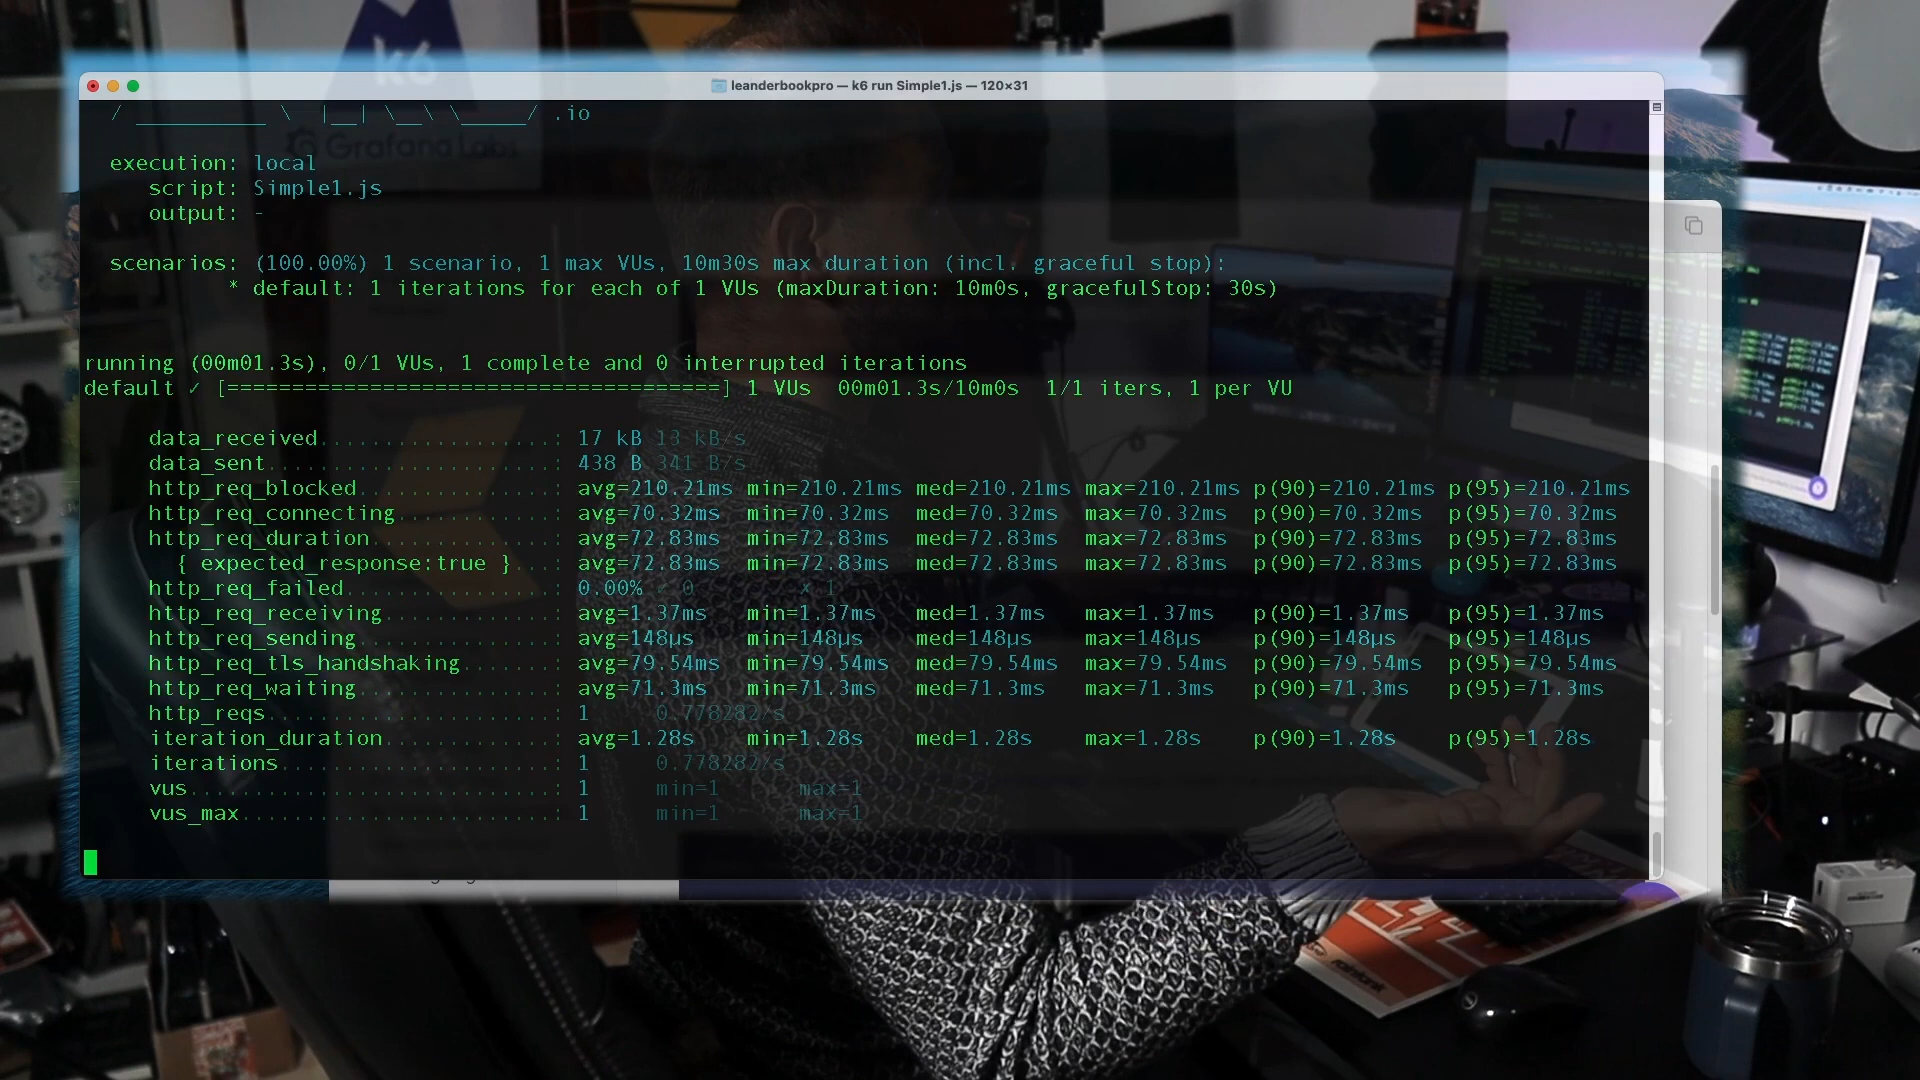 k6
leanderbookpro — k6 run Simple1.js — 120×31
/ __________ \  |__| \__\ \_____/ .io
Grafana Labs
execution: local
script: Simple1.js
output: -
scenarios: (100.00%) 1 scenario, 1 max VUs, 10m30s max duration (incl. graceful stop):
* default: 1 iterations for each of 1 VUs (maxDuration: 10m0s, gracefulStop: 30s)
running (00m01.3s), 0/1 VUs, 1 complete and 0 interrupted iterations
default ✓ [======================================] 1 VUs  00m01.3s/10m0s  1/1 iters, 1 per VU
data_received..................: 17 kB 13 kB/s
data_sent......................: 438 B 341 B/s
http_req_blocked...............: avg=210.21ms min=210.21ms med=210.21ms max=210.21ms p(90)=210.21ms p(95)=210.21ms
http_req_connecting............: avg=70.32ms  min=70.32ms  med=70.32ms  max=70.32ms  p(90)=70.32ms  p(95)=70.32ms
http_req_duration..............: avg=72.83ms  min=72.83ms  med=72.83ms  max=72.83ms  p(90)=72.83ms  p(95)=72.83ms
{ expected_response:true }...: avg=72.83ms  min=72.83ms  med=72.83ms  max=72.83ms  p(90)=72.83ms  p(95)=72.83ms
http_req_failed................: 0.00% ✓ 0        ✗ 1
http_req_receiving.............: avg=1.37ms   min=1.37ms   med=1.37ms   max=1.37ms   p(90)=1.37ms   p(95)=1.37ms
http_req_sending...............: avg=148µs    min=148µs    med=148µs    max=148µs    p(90)=148µs    p(95)=148µs
http_req_tls_handshaking.......: avg=79.54ms  min=79.54ms  med=79.54ms  max=79.54ms  p(90)=79.54ms  p(95)=79.54ms
http_req_waiting...............: avg=71.3ms   min=71.3ms   med=71.3ms   max=71.3ms   p(90)=71.3ms   p(95)=71.3ms
http_reqs......................: 1     0.778282/s
iteration_duration.............: avg=1.28s    min=1.28s    med=1.28s    max=1.28s    p(90)=1.28s    p(95)=1.28s
iterations.....................: 1     0.778282/s
vus............................: 1     min=1      max=1
vus_max........................: 1     min=1      max=1
raintank